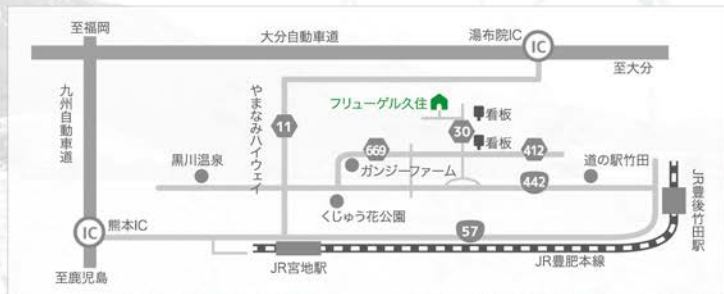 至福岡
大分自動車道
湯布院IC
IC
至大分
九州自動車道
やまなみハイウェイ
フリューゲル久住
看板
11
30
看板
669
412
黒川温泉
ガンジーファーム
道の駅竹田
442
くじゅう花公園
JR豊後竹田駅
IC
熊本IC
57
至鹿児島
JR宮地駅
JR豊肥本線